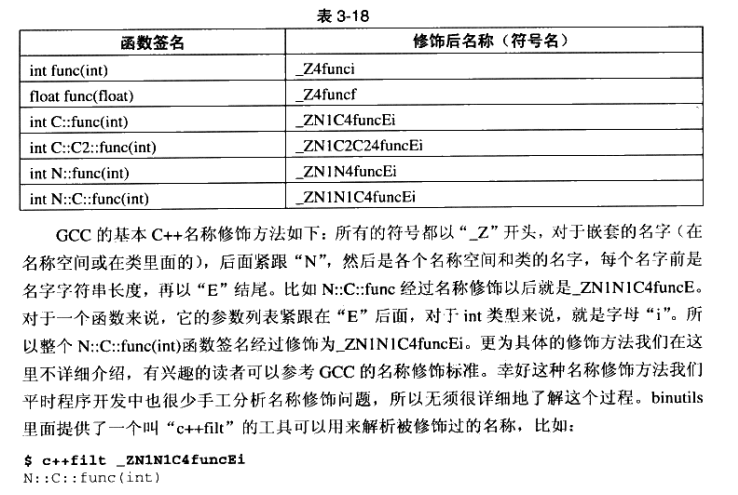 表 3-18
函数签名 修饰后名称（符号名）
int func(int) _Z4funci
float func(float) _Z4funcf
int C::func(int) _ZN1C4funcEi
int C::C2::func(int) _ZN1C2C24funcEi
int N::func(int) _ZN1N4funcEi
int N::C::func(int) _ZN1N1C4funcEi
GCC 的基本 C++名称修饰方法如下：所有的符号都以“_Z”开头，对于嵌套的名字（在
名称空间或在类里面的），后面紧跟“N”，然后是各个名称空间和类的名字，每个名字前是
名字字符串长度，再以“E”结尾。比如 N::C::func 经过名称修饰以后就是_ZN1N1C4funcE。
对于一个函数来说，它的参数列表紧跟在“E”后面，对于 int 类型来说，就是字母“i”。所
以整个 N::C::func(int)函数签名经过修饰为_ZN1N1C4funcEi。更为具体的修饰方法我们在这
里不详细介绍，有兴趣的读者可以参考 GCC 的名称修饰标准。幸好这种名称修饰方法我们
平时程序开发中也很少手工分析名称修饰问题，所以无须很详细地了解这个过程。binutils
里面提供了一个叫“c++filt”的工具可以用来解析被修饰过的名称，比如：
$ c++filt _ZN1N1C4funcEi
N::C::func(int)